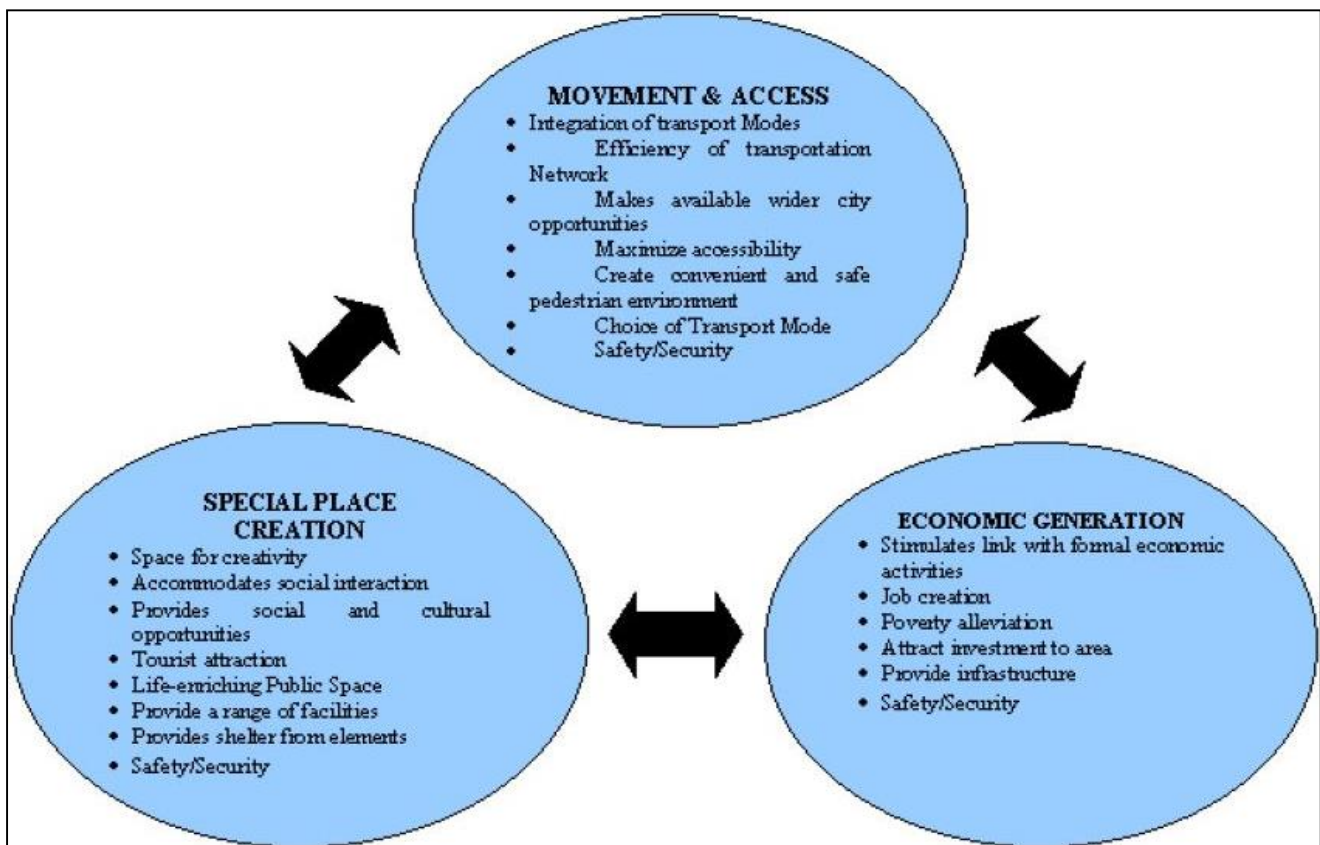 MOVEMENT & ACCESS
• Integration of transport Modes
• Efficiency of transportation
Network
• Makes available wider city
opportunities
• Maximize accessibility
• Create convenient and safe
pedestrian environment
• Choice of Transport Mode
• Safety/Security
SPECIAL PLACE
CREATION
• Space for creativity
• Accommodates social interaction
• Provides social and cultural
opportunities
• Tourist attraction
• Life-enriching Public Space
• Provide a range of facilities
• Provides shelter from elements
• Safety/Security
ECONOMIC GENERATION
• Stimulates link with formal economic
activities
• Job creation
• Poverty alleviation
• Attract investment to area
• Provide infrastructure
• Safety/Security